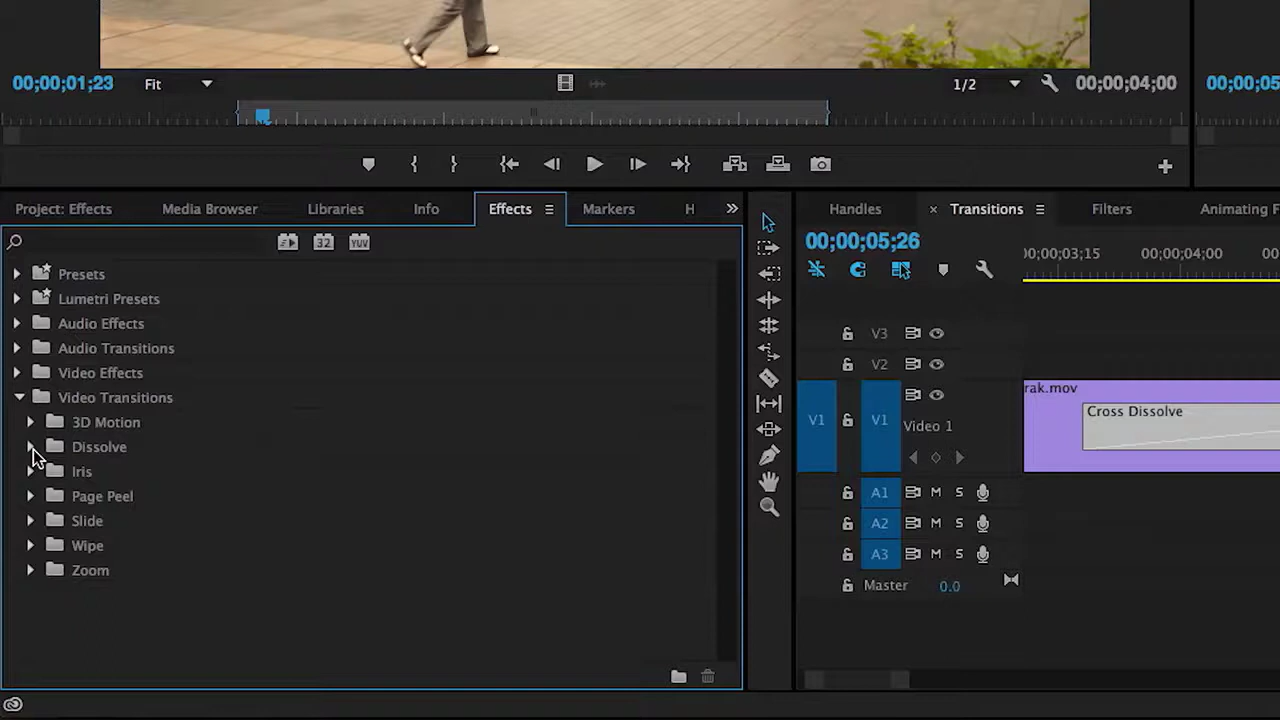 00;00;01;23
Fit
1/2
00;00;04;00
00;00;05
Project: Effects
Media Browser
Libraries
Info
Effects
Markers
H
Handles
Transitions
Filters
Animating F
32
YUV
00;00;05;26
00;00;03;15
00;00;04;00
00
Presets
Lumetri Presets
Audio Effects
Audio Transitions
Video Effects
Video Transitions
3D Motion
Dissolve
Iris
Page Peel
Slide
Wipe
Zoom
V3
V2
V1
V1
Video 1
rak.mov
Cross Dissolve
A1
M
S
A2
M
S
A3
M
S
Master
0.0